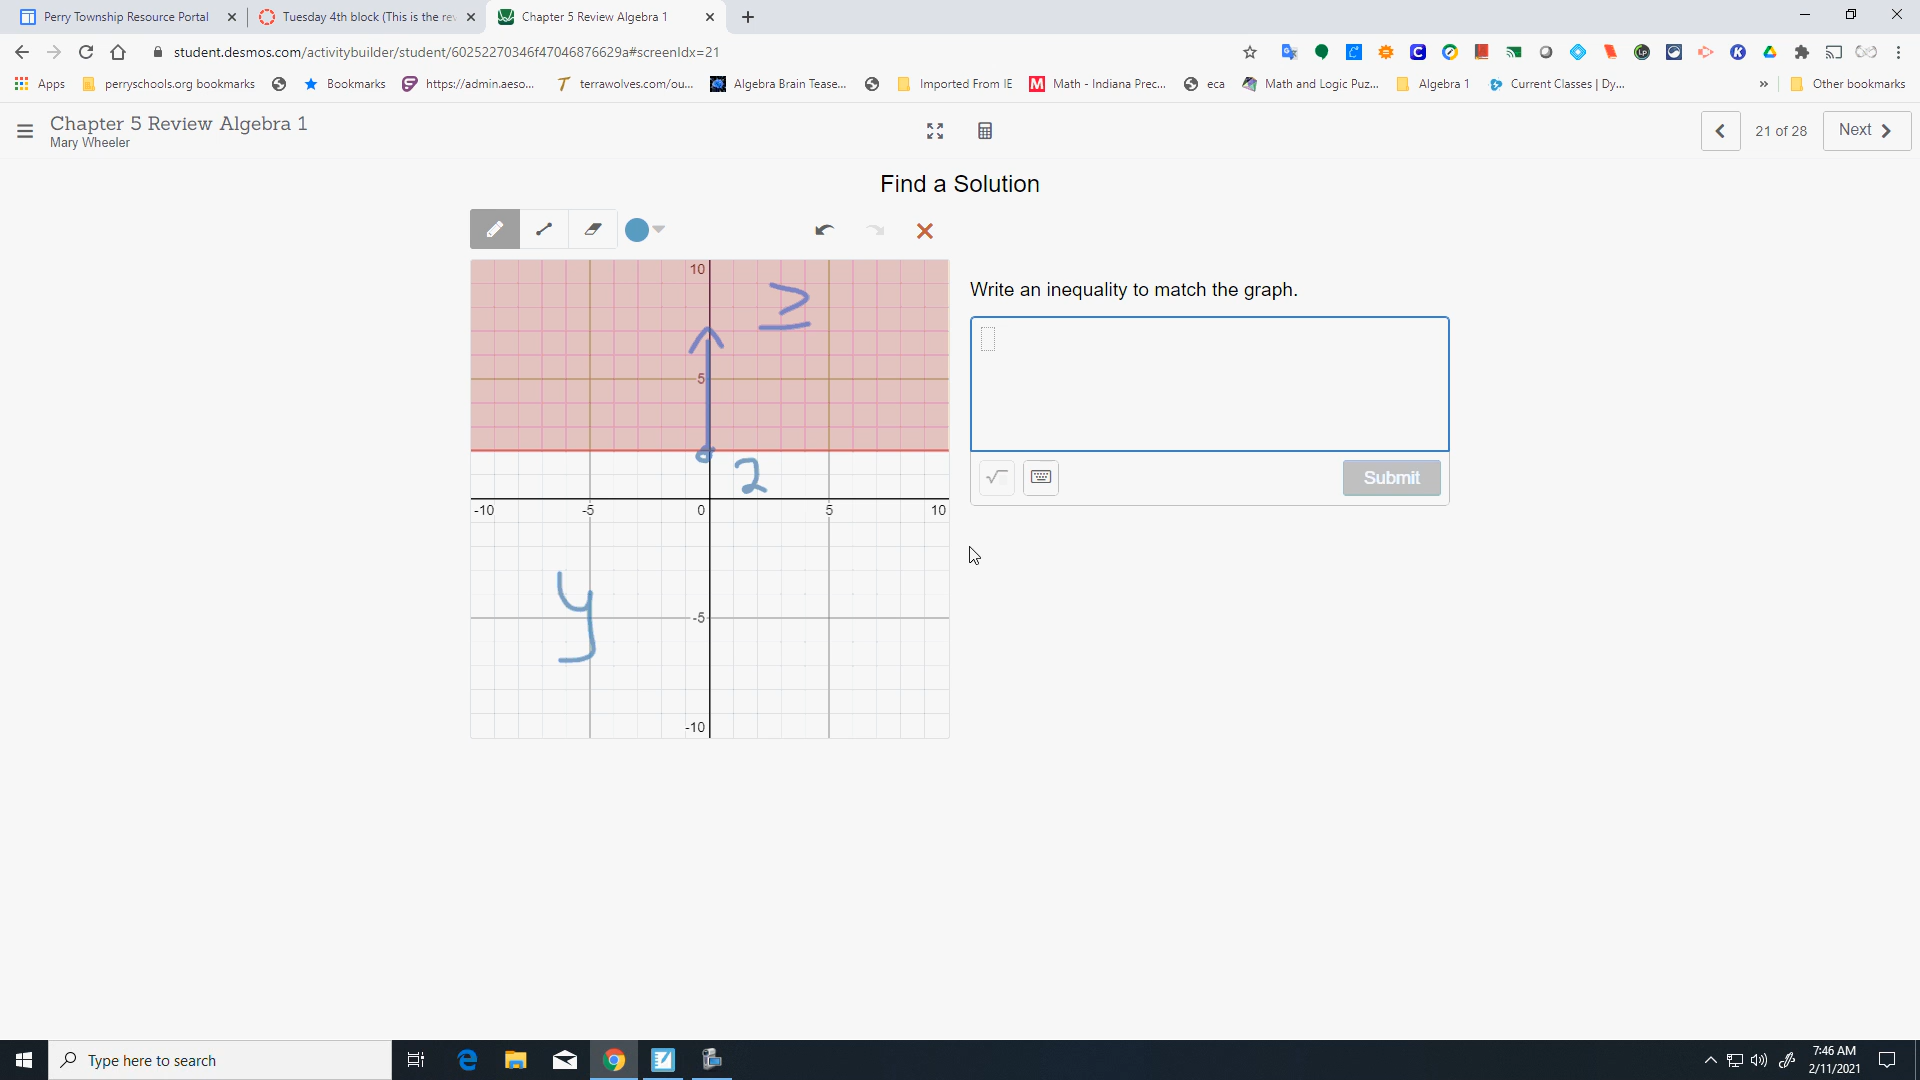 Perry Township Resource Portal
Tuesday 4th block (This is the re
Chapter 5 Review Algebra 1
student.desmos.com/activitybuilder/student/60252270346f47046876629a#screenIdx=21
Apps
perryschools.org bookmarks
Bookmarks
https://admin.aeso...
terrawolves.com/ou...
Algebra Brain Tease...
Imported From IE
Math - Indiana Prec...
eca
Math and Logic Puz...
Algebra 1
Current Classes | Dy...
»
Other bookmarks
Chapter 5 Review Algebra 1
Mary Wheeler
21 of 28
Next
Find a Solution
Write an inequality to match the graph.
10
≥
5
2
-10 -5 0 5 10
y
-5
-10
Submit
Type here to search
7:46 AM
2/11/2021